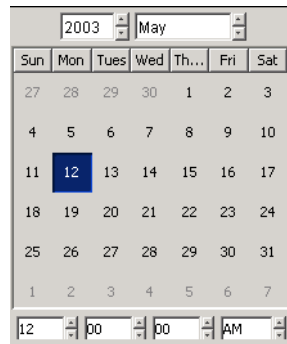 2003 May
Sun Mon Tues Wed Th... Fri Sat
27 28 29 30 1 2 3
4 5 6 7 8 9 10
11 12 13 14 15 16 17
18 19 20 21 22 23 24
25 26 27 28 29 30 31
1 2 3 4 5 6 7
12 00 00 AM